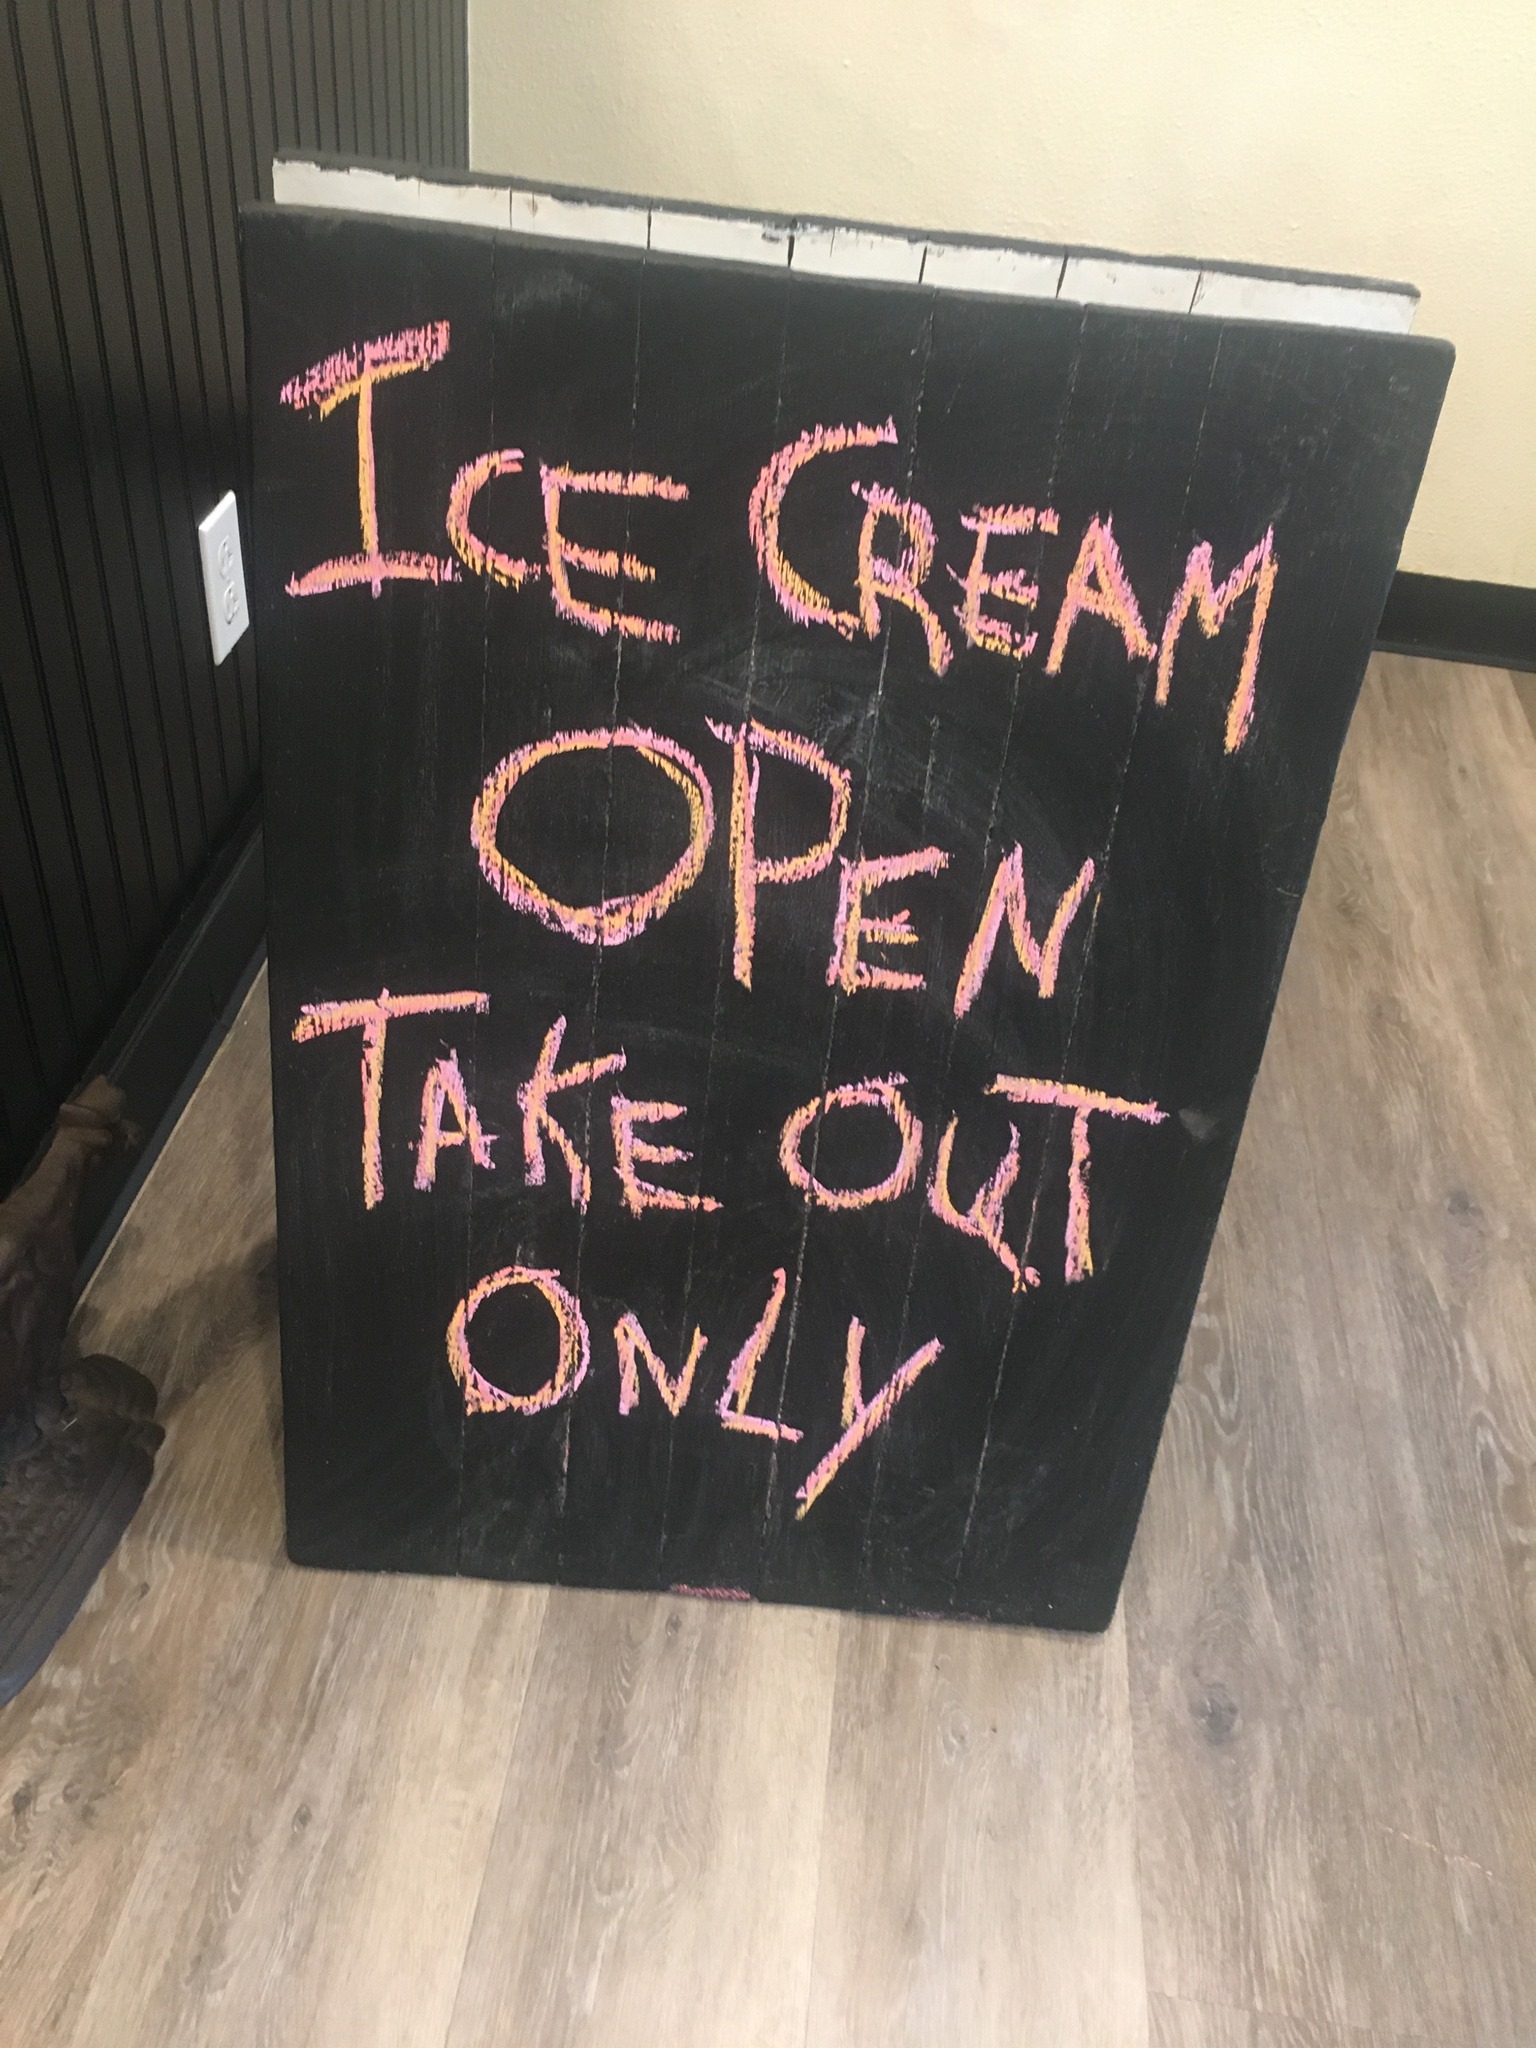 ICE CREAM
OPEN
TAKE OUT
ONLY